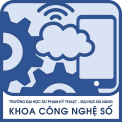 TRƯỜNG ĐẠI HỌC SƯ PHẠM KỸ THUẬT - ĐẠI HỌC ĐÀ NẴNG
KHOA CÔNG NGHỆ SỐ